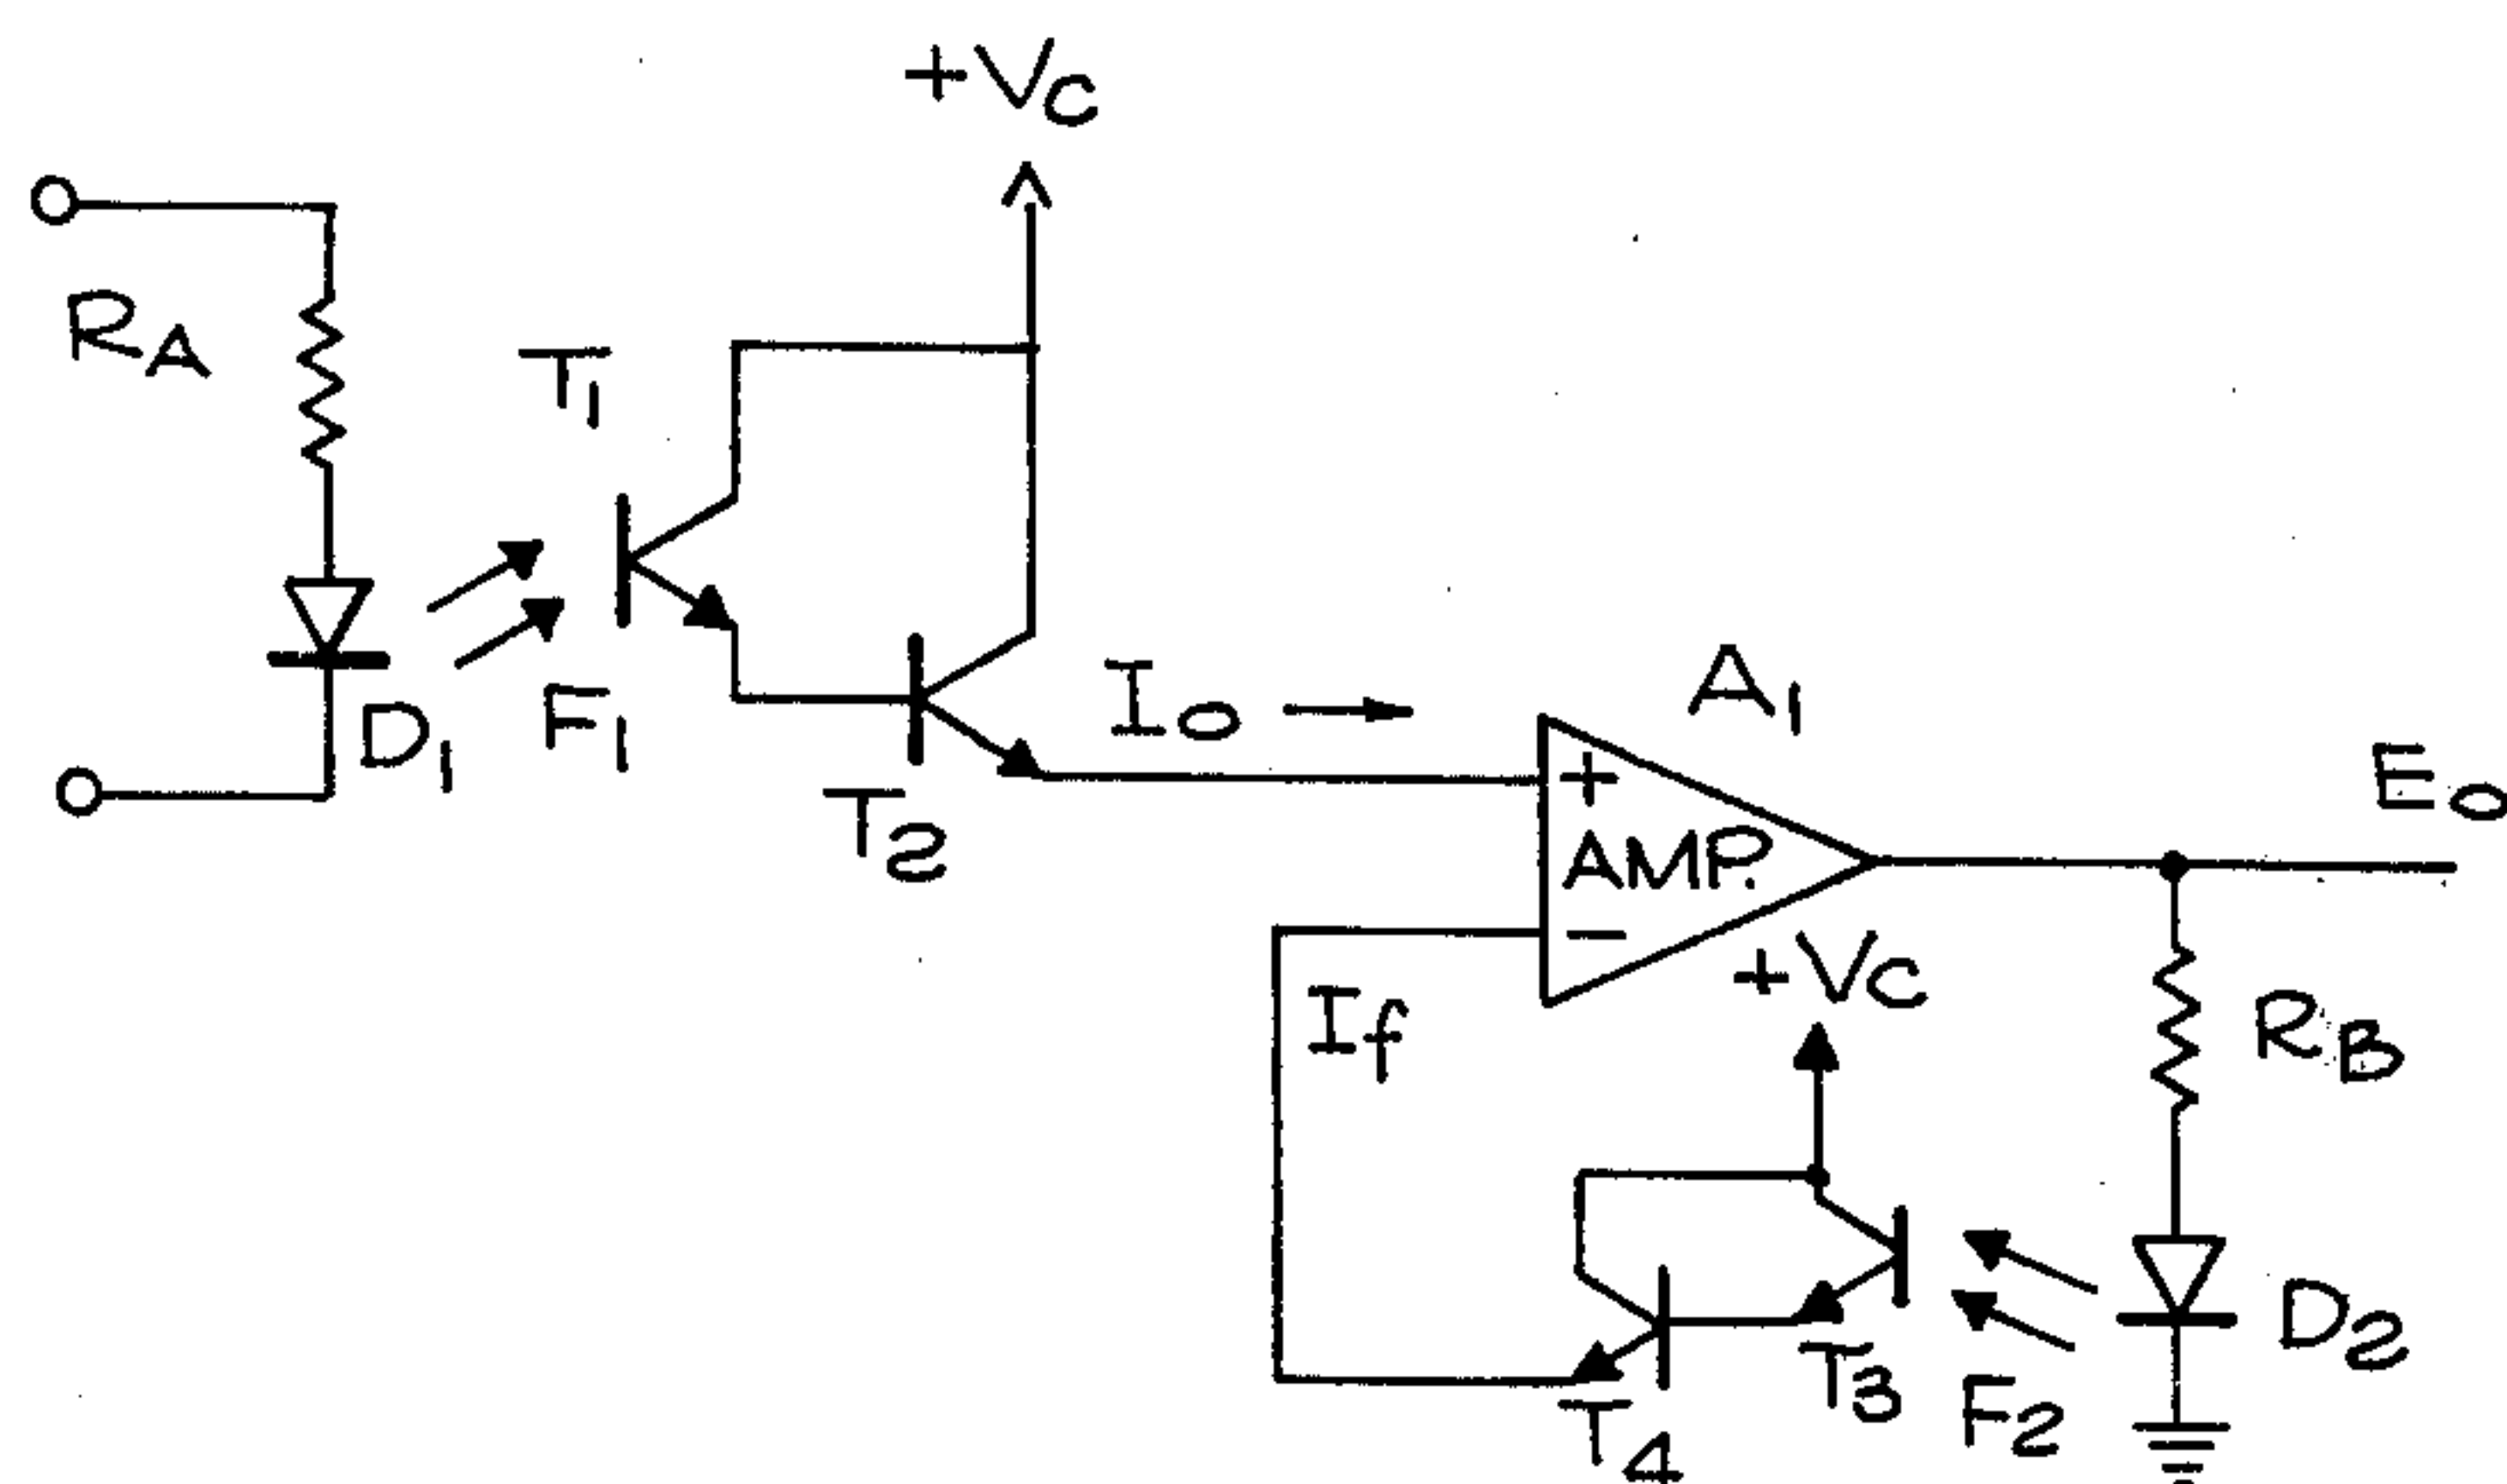 +VC
RA
T1
D1
F1
T2
IO
A1
+
AMP.
−
EO
If
+VC
RB
T3
T4
F2
D2